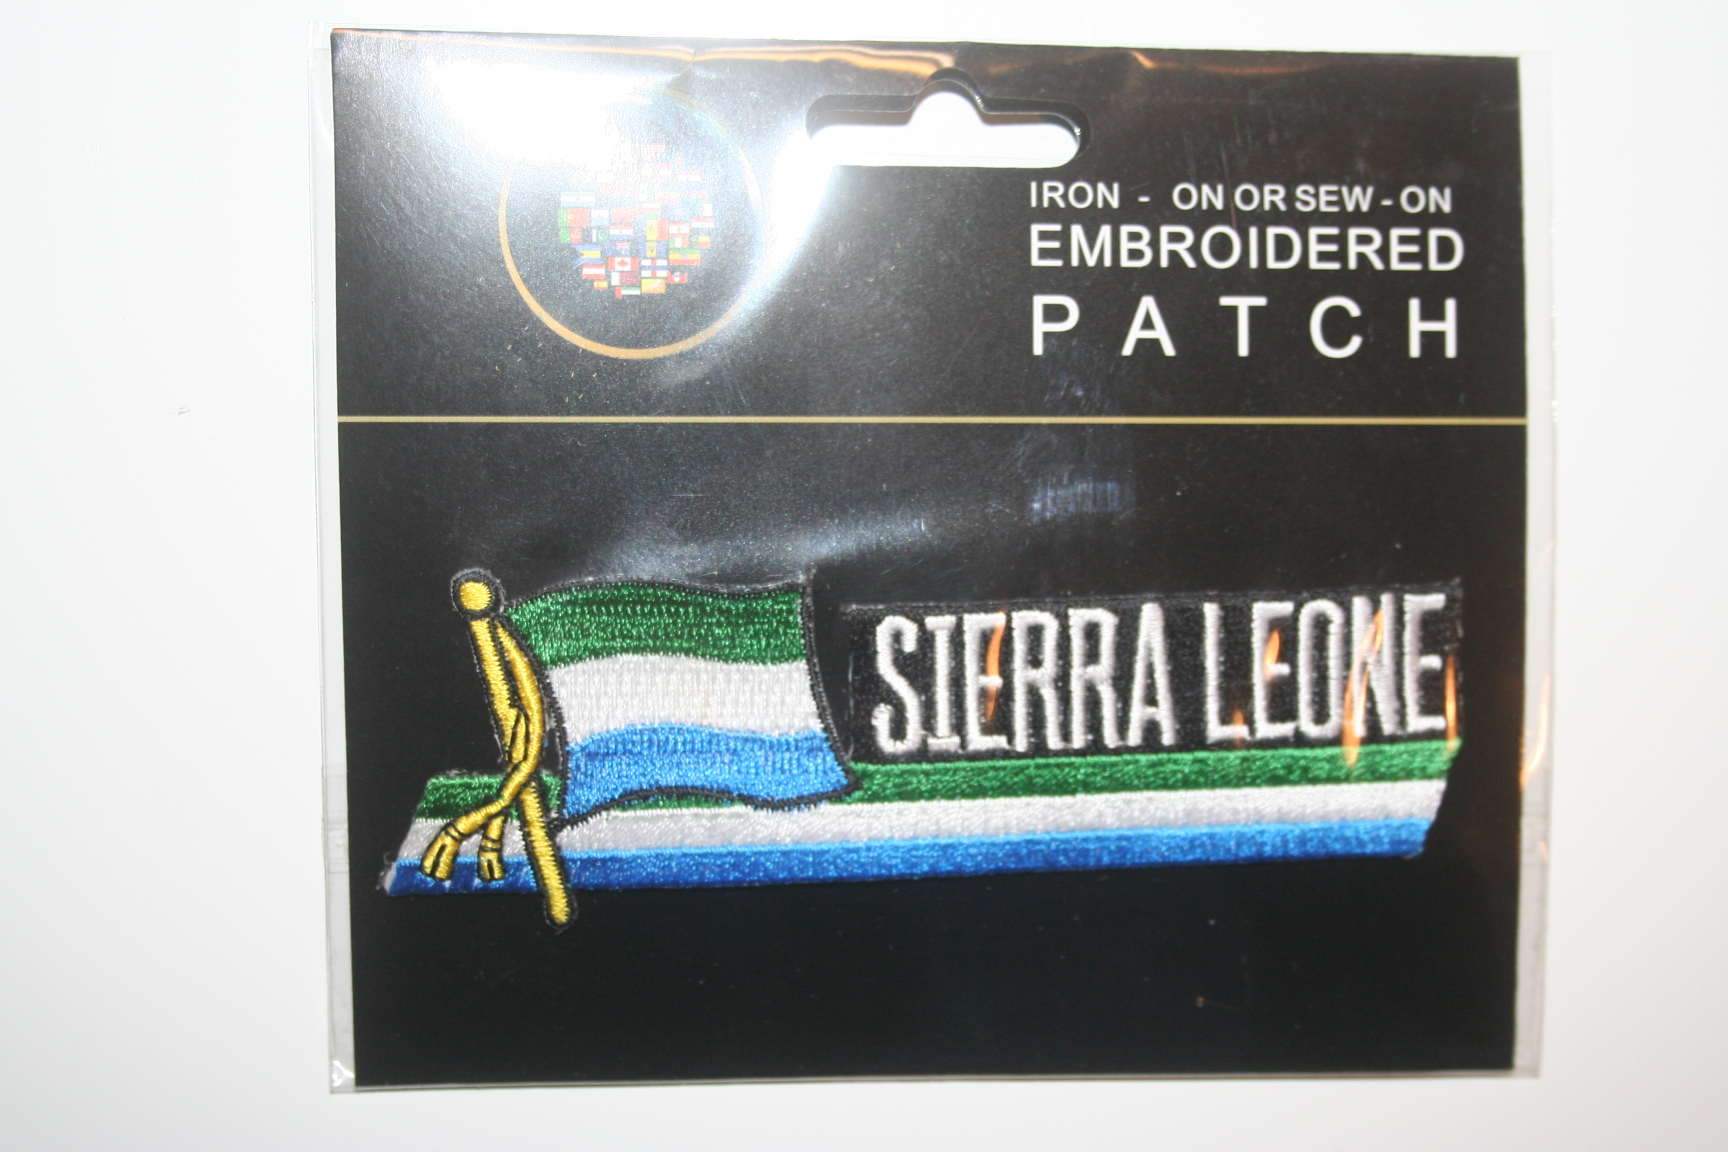 IRON - ON OR SEW - ON
EMBROIDERED
PATCH
SIERRA LEONE